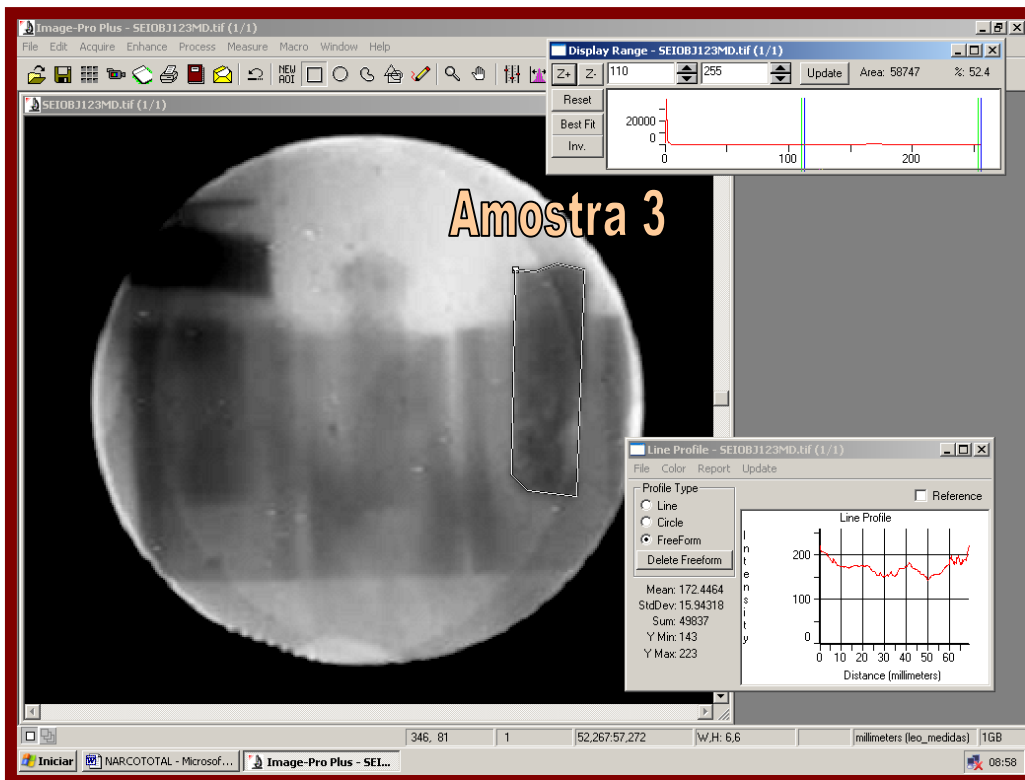 Image-Pro Plus - SEIOBJ123MD.tif (1/1)
File Edit Acquire Enhance Process Measure Macro Window Help
NEW AOI
Display Range - SEIOBJ123MD.tif (1/1)
Z+ Z- 110 255 Update Area: 58747 %: 52.4
Reset
Best Fit
Inv.
20000
0
0 100 200
SEIOBJ123MD.tif (1/1)
Amostra 3
Line Profile - SEIOBJ123MD.tif (1/1)
File Color Report Update
Profile Type
Line
Circle
FreeForm
Delete Freeform
Mean: 172.4464
StdDev: 15.94318
Sum: 49837
Y Min: 143
Y Max: 223
Reference
Line Profile
Intensity
200
100
0
0 10 20 30 40 50 60
Distance (millimeters)
346, 81 1 52,267:57,272 W,H: 6,6 millimeters (leo_medidas) 1GB
Iniciar NARCOTOTAL - Microsof... Image-Pro Plus - SEI... 08:58